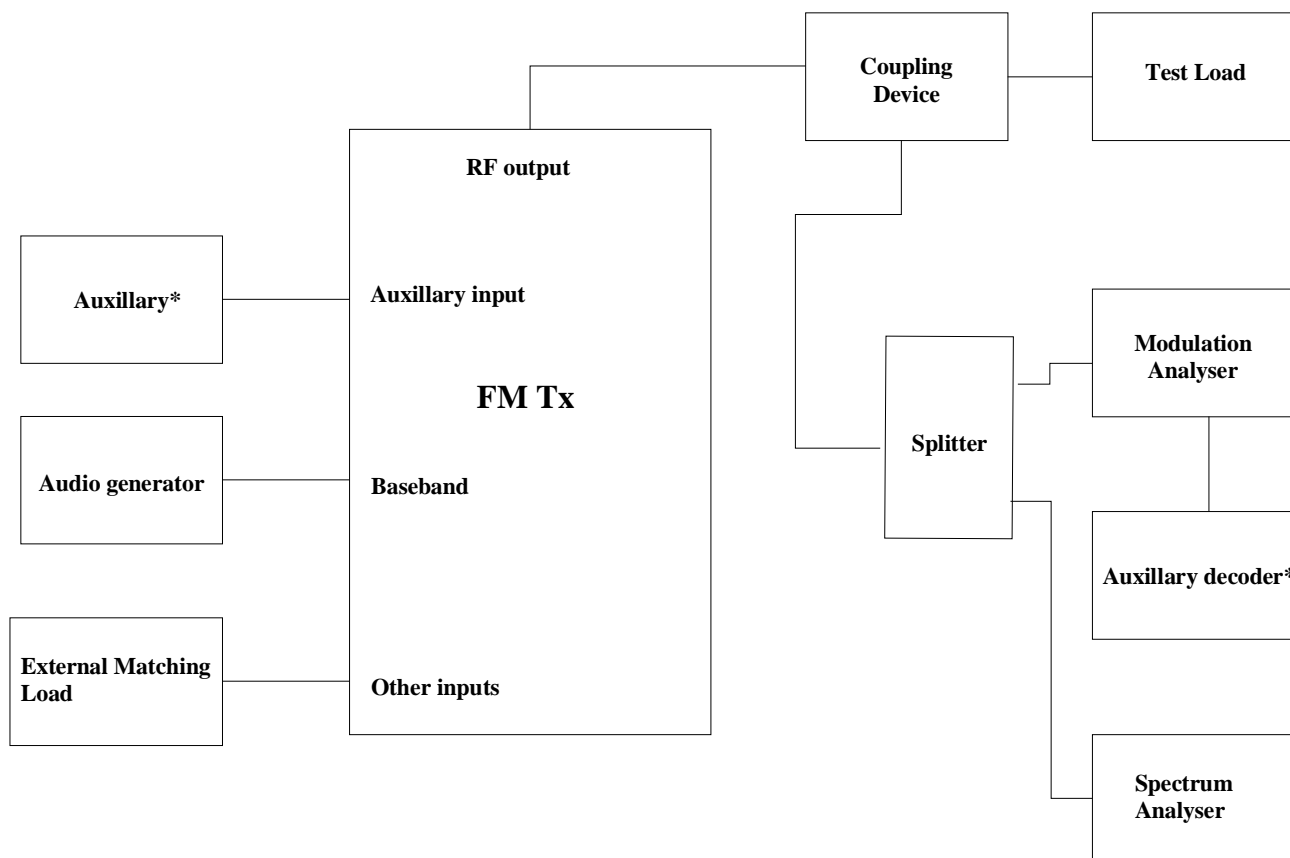 Coupling
Device
Test Load
RF output
Auxillary*
Auxillary input
FM Tx
Modulation
Analyser
Splitter
Audio generator
Baseband
Auxillary decoder*
External Matching
Load
Other inputs
Spectrum
Analyser